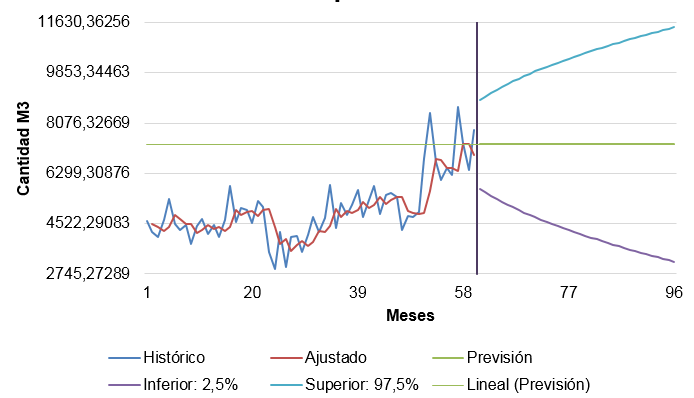 11630,36256
9853,34463
8076,32669
6299,30876
4522,29083
2745,27289
Cantidad M3
1 20 39 58 77 96
Meses
Histórico Ajustado Previsión
Inferior: 2,5% Superior: 97,5% Lineal (Previsión)